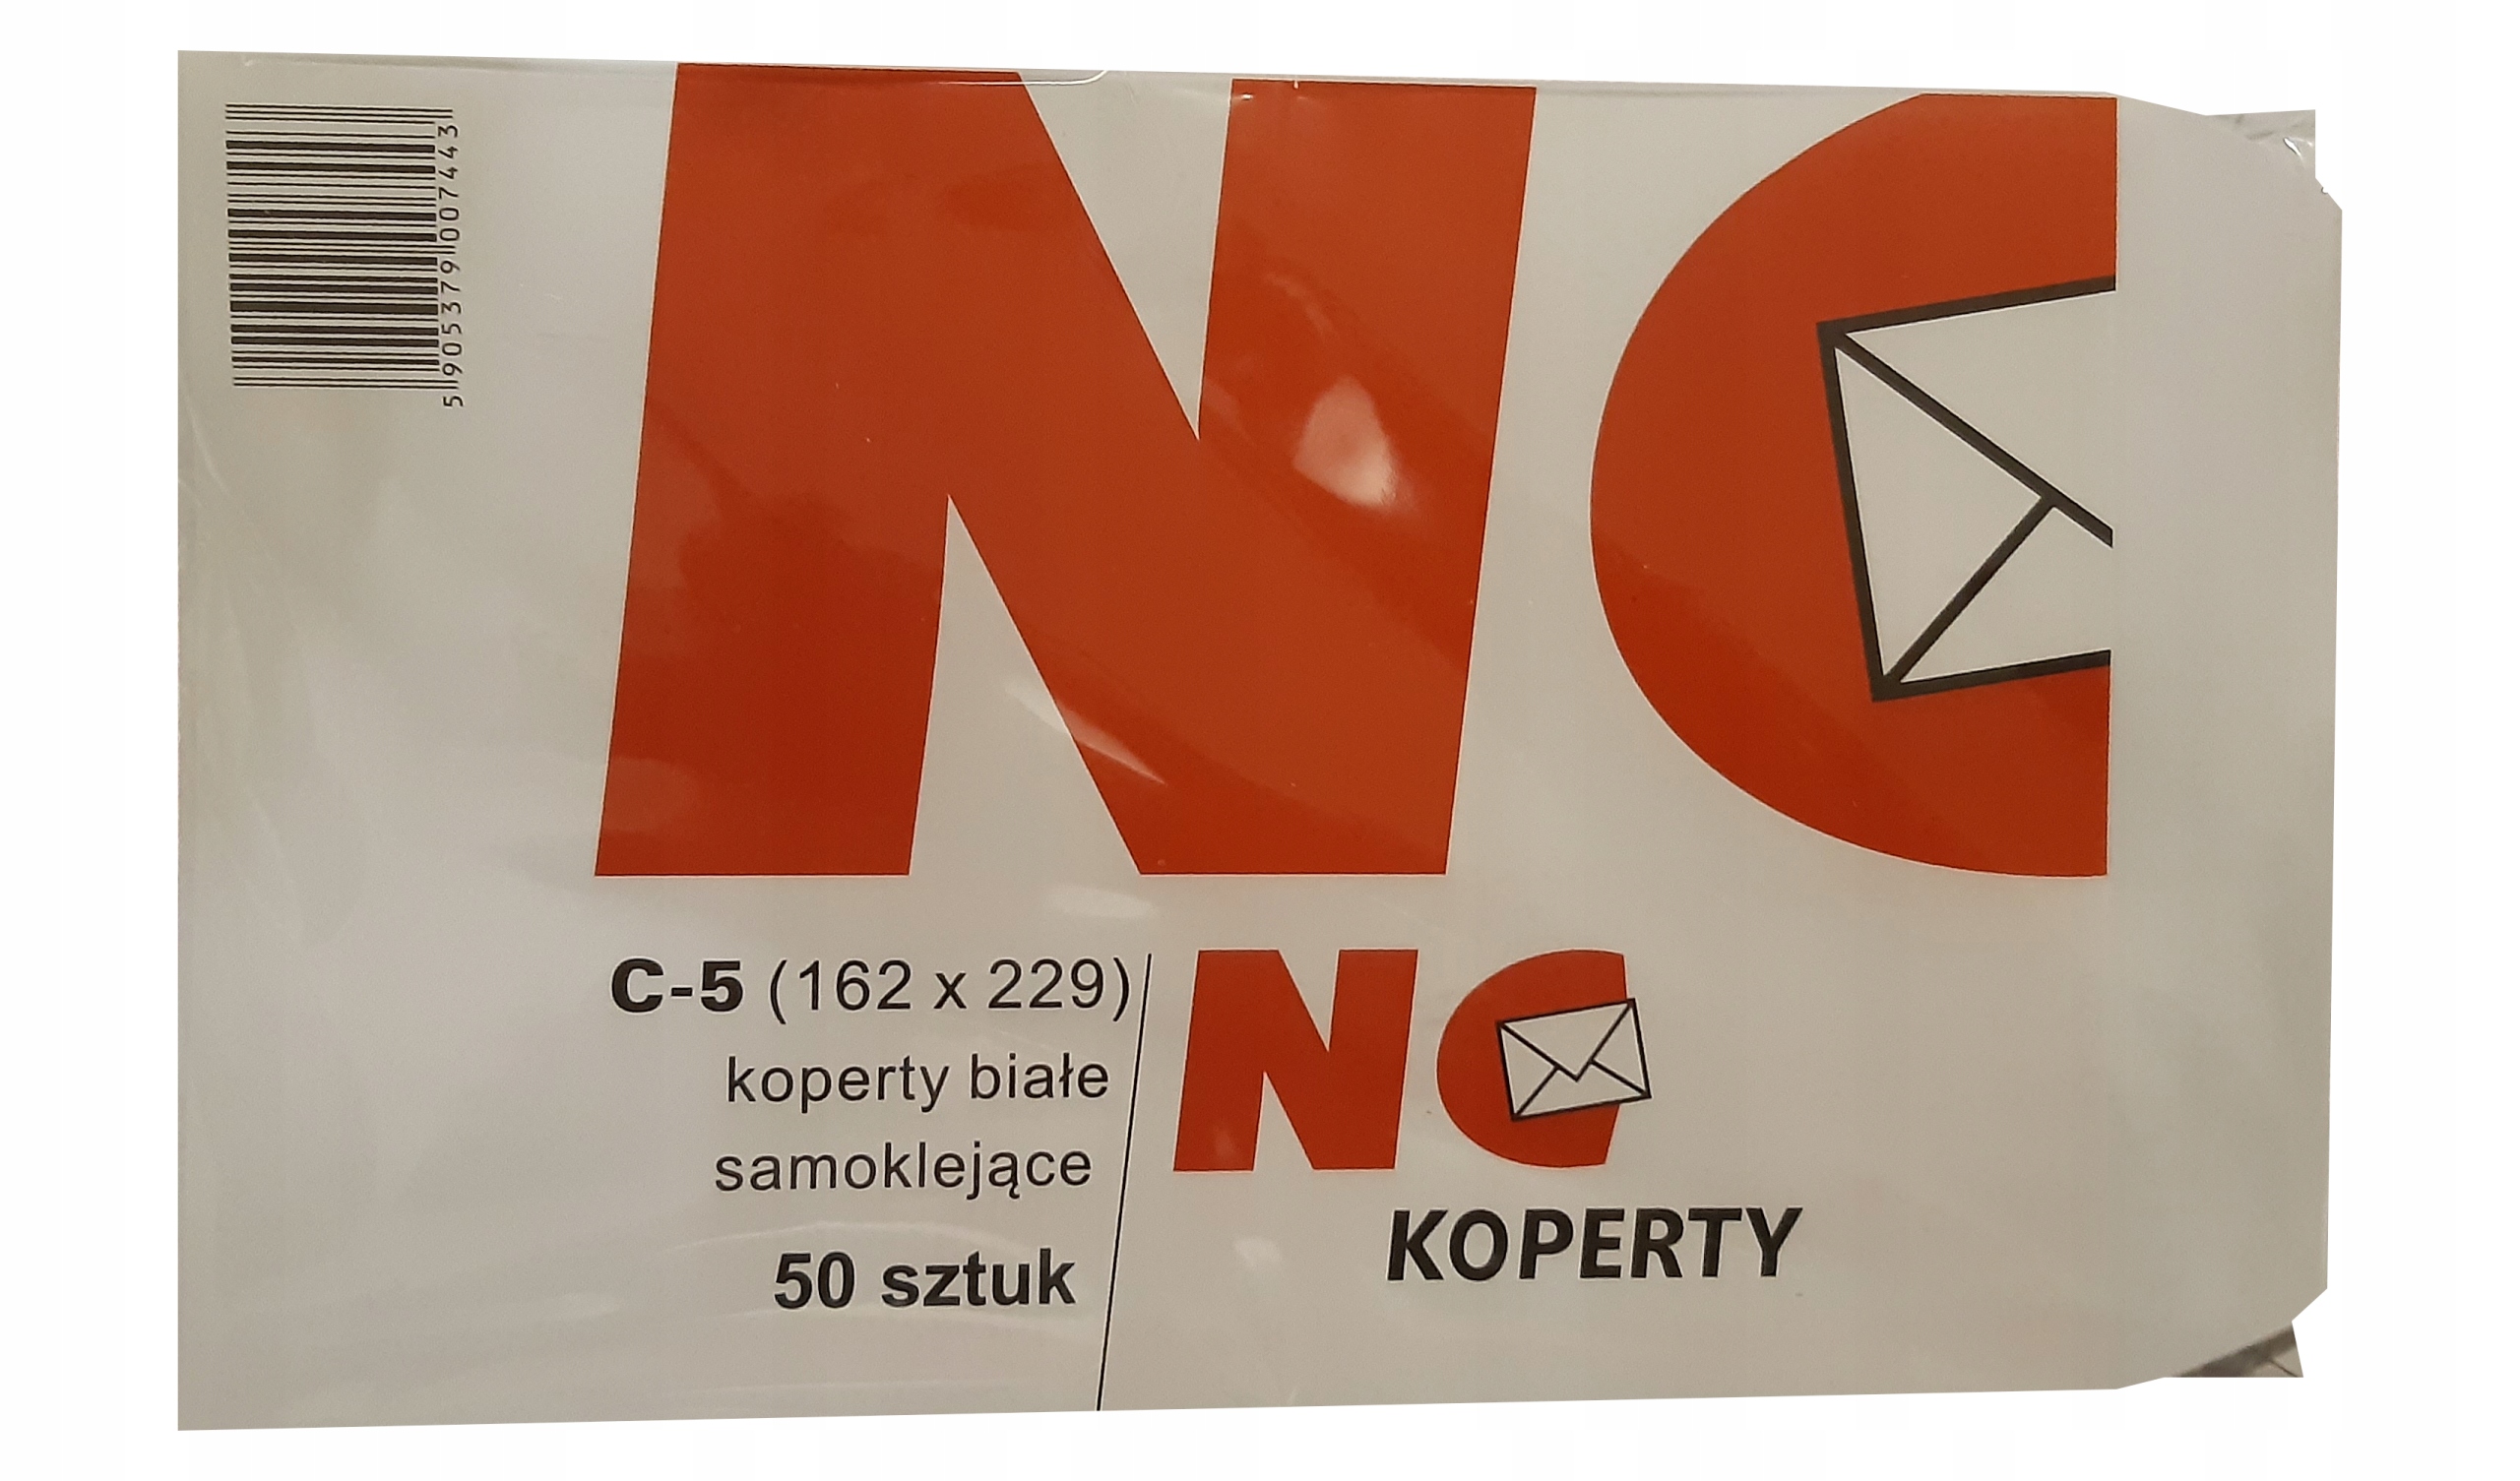 5905379007443
NC
C-5 (162 x 229)
koperty białe
samoklejące
50 sztuk
NC
KOPERTY